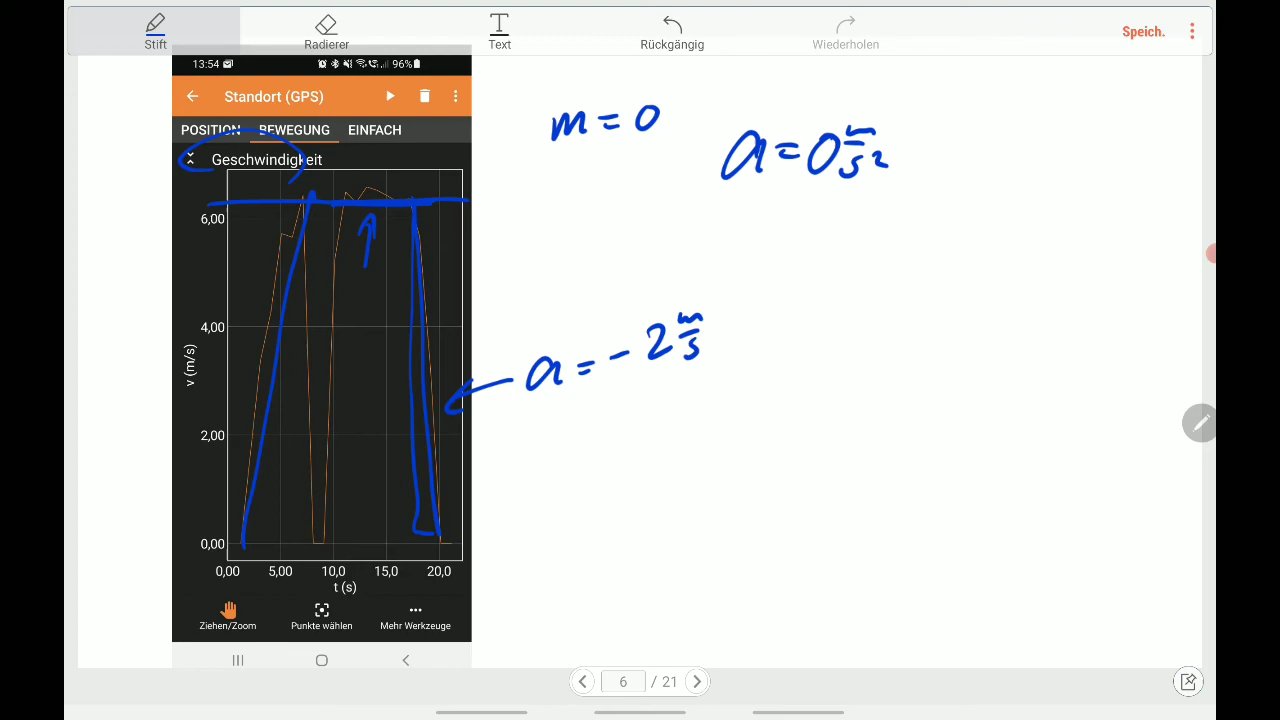 Stift
Radierer
Text
Rückgängig
Wiederholen
Speich.
13:54
96%
Standort (GPS)
POSITION BEWEGUNG EINFACH
Geschwindigkeit
6,00
4,00
2,00
0,00
v (m/s)
0,00 5,00 10,0 15,0 20,0
t (s)
Ziehen/Zoom
Punkte wählen
Mehr Werkzeuge
m = 0
a = 0 m/s²
a = - 2 m/s
6 / 21